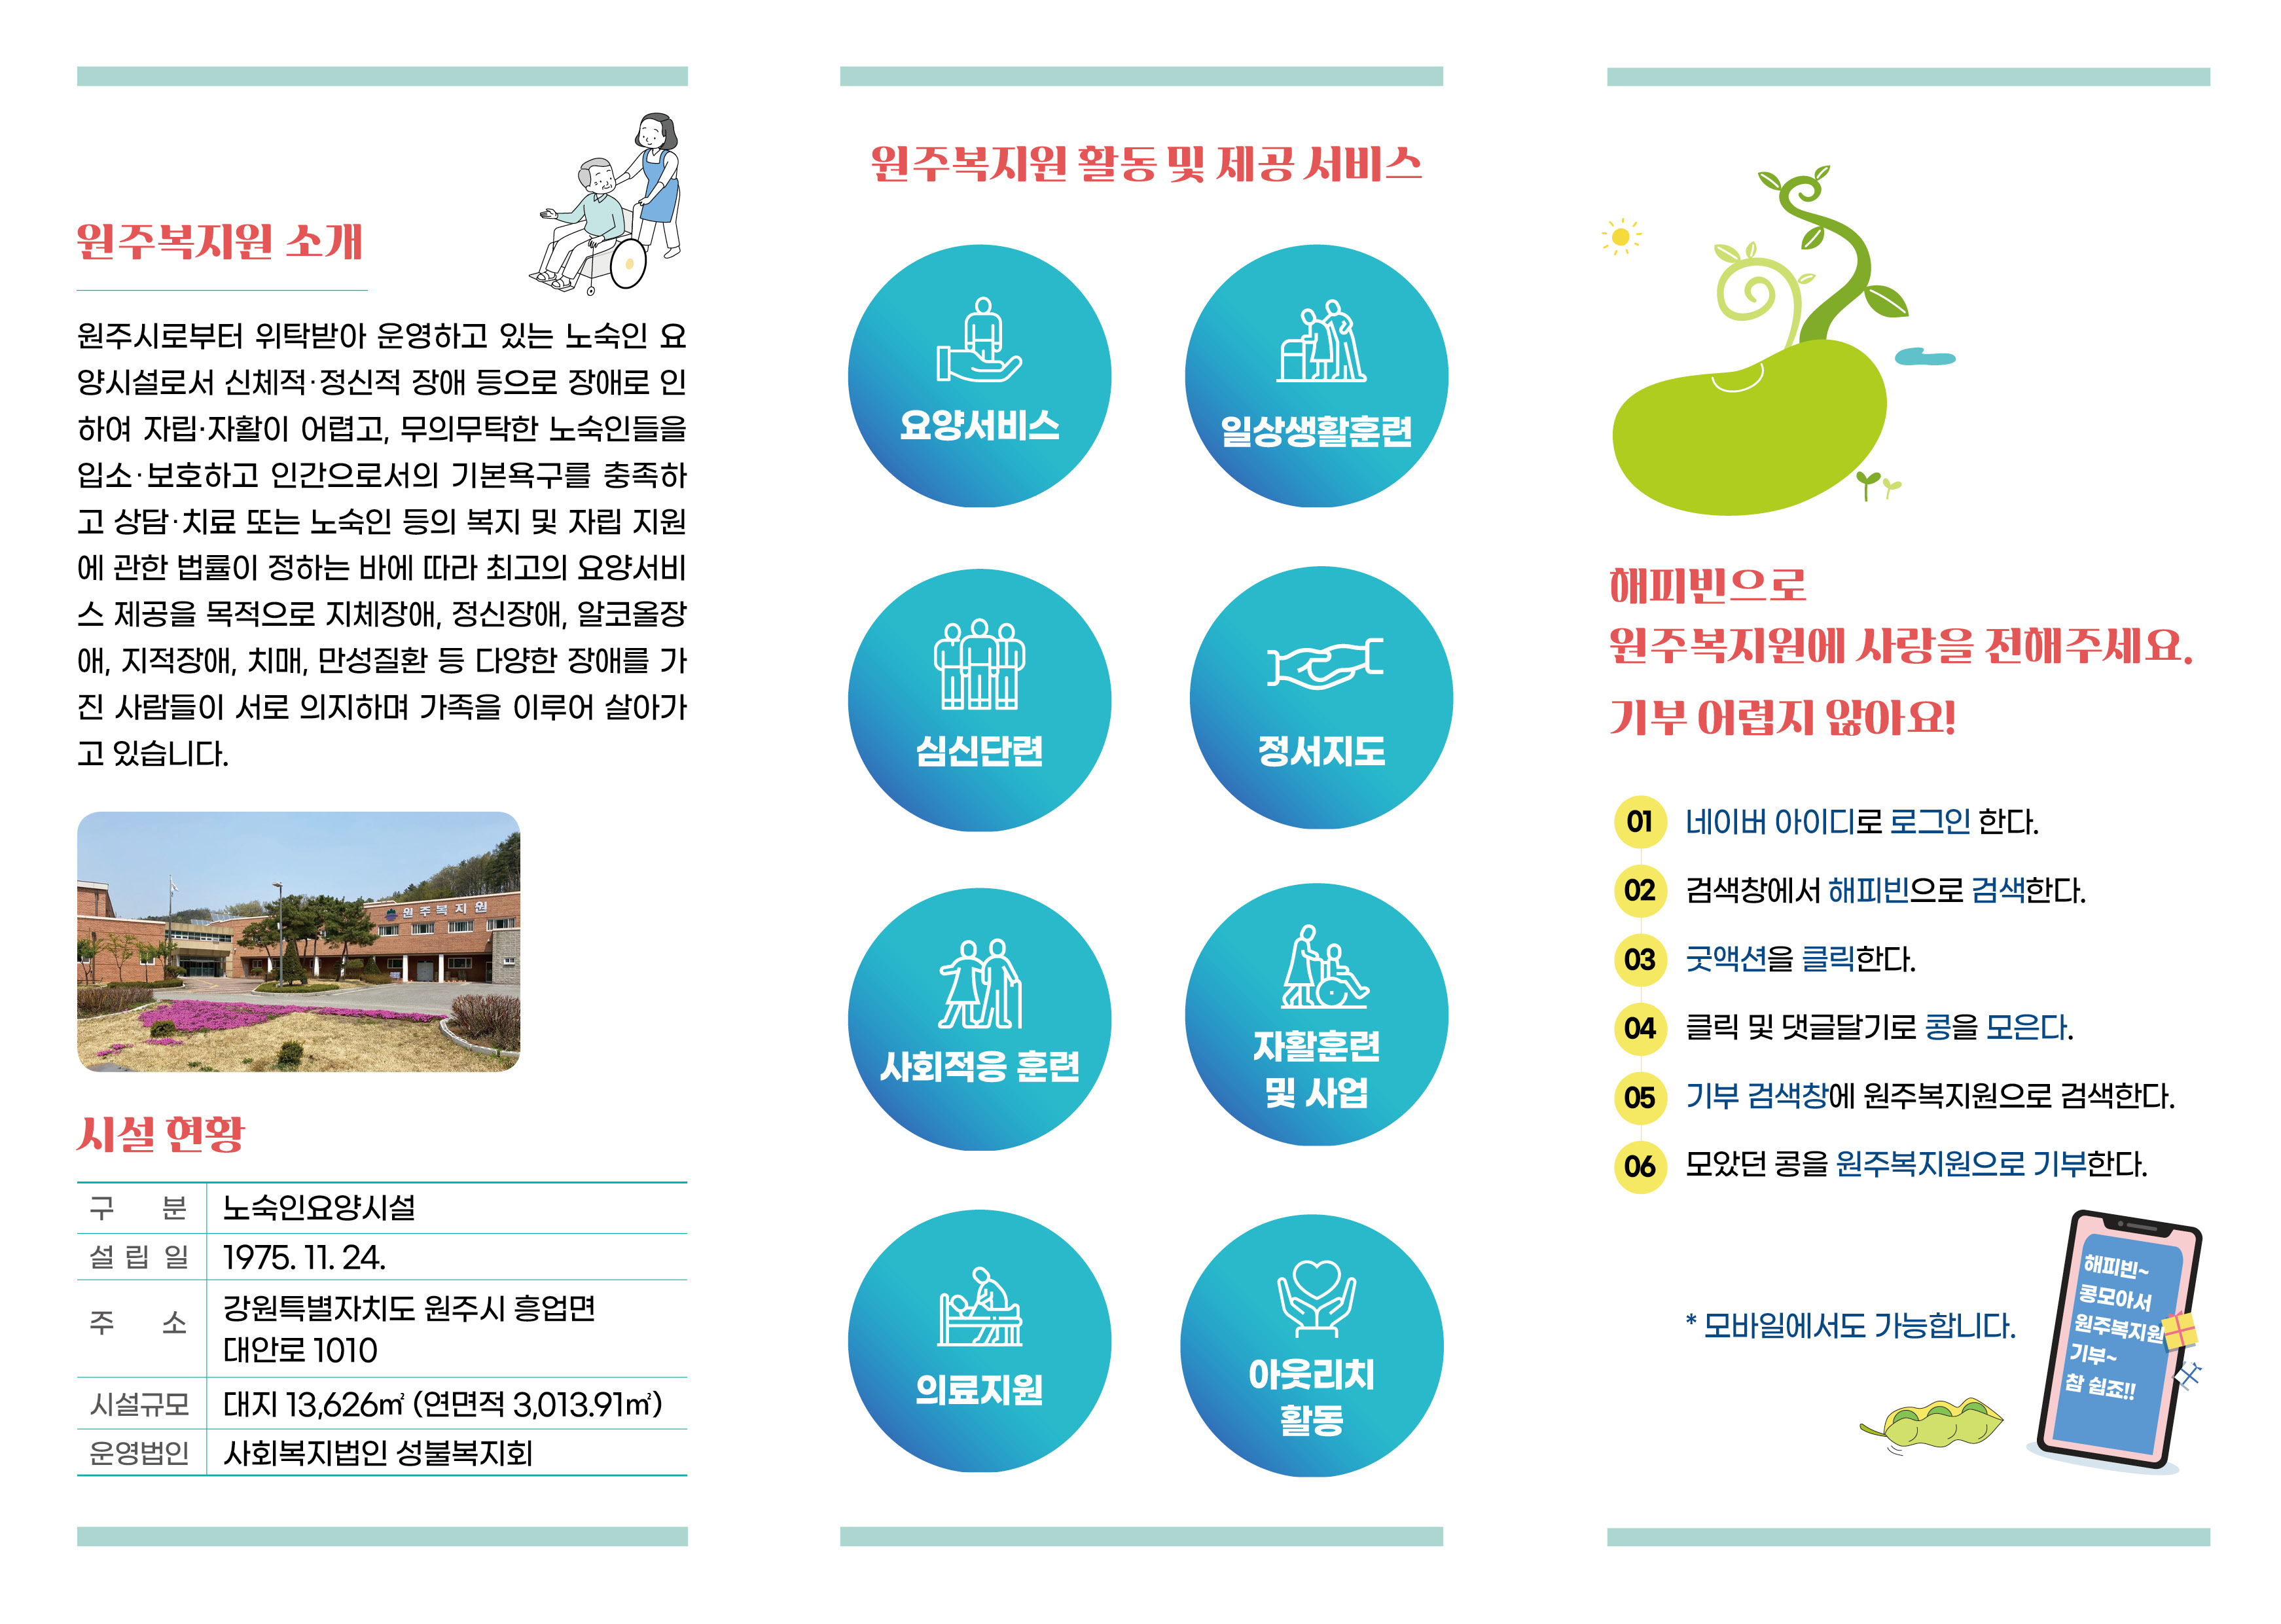 원주복지원 소개
원주시로부터 위탁받아 운영하고 있는 노숙인 요
양시설로서 신체적·정신적 장애 등으로 장애로 인
하여 자립·자활이 어렵고, 무의무탁한 노숙인들을
입소·보호하고 인간으로서의 기본욕구를 충족하
고 상담·치료 또는 노숙인 등의 복지 및 자립 지원
에 관한 법률이 정하는 바에 따라 최고의 요양서비
스 제공을 목적으로 지체장애, 정신장애, 알코올장
애, 지적장애, 치매, 만성질환 등 다양한 장애를 가
진 사람들이 서로 의지하며 가족을 이루어 살아가
고 있습니다.
원주복지원
시설 현황
구 분 노숙인요양시설
설 립 일 1975. 11. 24.
주 소 강원특별자치도 원주시 흥업면
대안로 1010
시설규모 대지 13,626㎡ (연면적 3,013.91㎡)
운영법인 사회복지법인 성불복지회
원주복지원 활동 및 제공 서비스
요양서비스
일상생활훈련
심신단련
정서지도
사회적응 훈련
자활훈련
및 사업
의료지원
아웃리치
활동
해피빈으로
원주복지원에 사랑을 전해주세요.
기부 어렵지 않아요!
01 네이버 아이디로 로그인 한다.
02 검색창에서 해피빈으로 검색한다.
03 굿액션을 클릭한다.
04 클릭 및 댓글달기로 콩을 모은다.
05 기부 검색창에 원주복지원으로 검색한다.
06 모았던 콩을 원주복지원으로 기부한다.
* 모바일에서도 가능합니다.
해피빈~
콩모아서
원주복지원
기부~
참 쉽죠!!